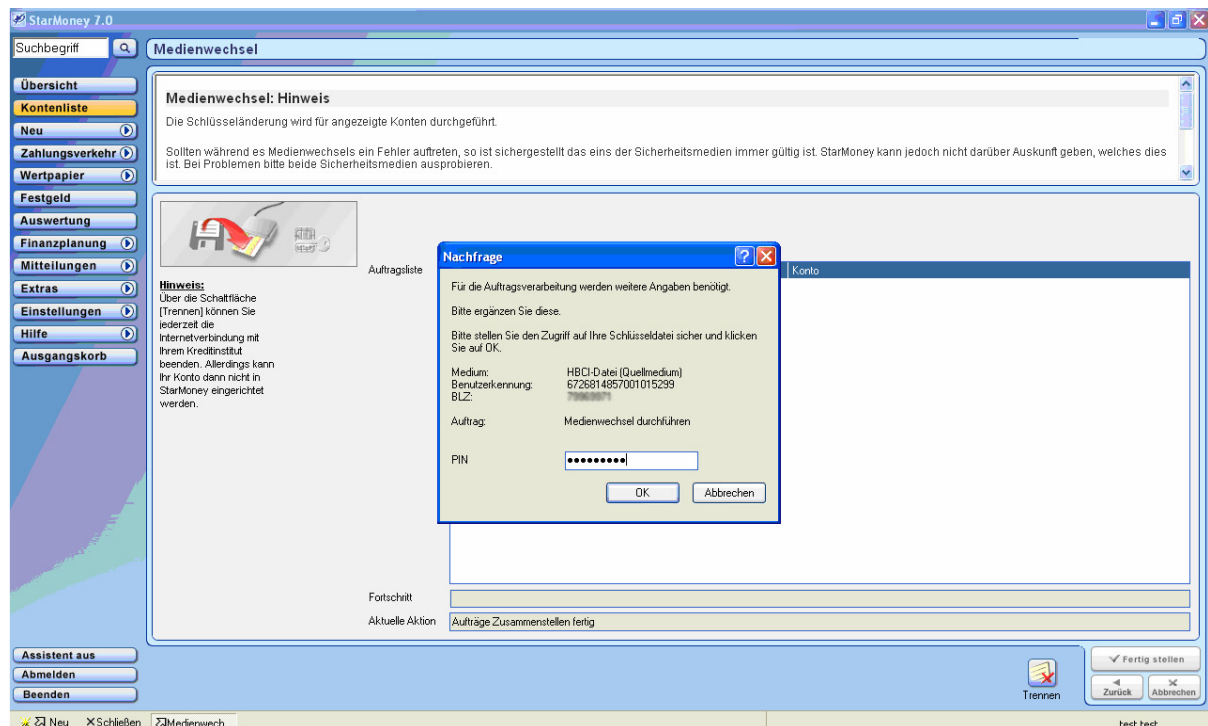 StarMoney 7.0
Suchbegriff
Medienwechsel
Übersicht
Kontenliste
Neu
Zahlungsverkehr
Wertpapier
Festgeld
Auswertung
Finanzplanung
Mitteilungen
Extras
Einstellungen
Hilfe
Ausgangskorb
Medienwechsel: Hinweis
Die Schlüsseländerung wird für angezeigte Konten durchgeführt.
Sollten während es Medienwechsels ein Fehler auftreten, so ist sichergestellt das eins der Sicherheitsmedien immer gültig ist. StarMoney kann jedoch nicht darüber Auskunft geben, welches dies
ist. Bei Problemen bitte beide Sicherheitsmedien ausprobieren.
Hinweis:
Über die Schaltfläche
[Trennen] können Sie
jederzeit die
Internetverbindung mit
Ihrem Kreditinstitut
beenden. Allerdings kann
Ihr Konto dann nicht in
StarMoney eingerichtet
werden.
Auftragsliste
Konto
Nachfrage
Für die Auftragsverarbeitung werden weitere Angaben benötigt.
Bitte ergänzen Sie diese.
Bitte stellen Sie den Zugriff auf Ihre Schlüsseldatei sicher und klicken
Sie auf OK.
Medium: HBCI-Datei (Quellmedium)
Benutzerkennung: 6726814857001015299
BLZ:
Auftrag: Medienwechsel durchführen
PIN •••••••••
OK Abbrechen
Fortschritt
Aktuelle Aktion Aufträge Zusammenstellen fertig
Assistent aus
Abmelden
Beenden
Trennen
Fertig stellen
Zurück Abbrechen
Neu Schließen Medienwech
test test